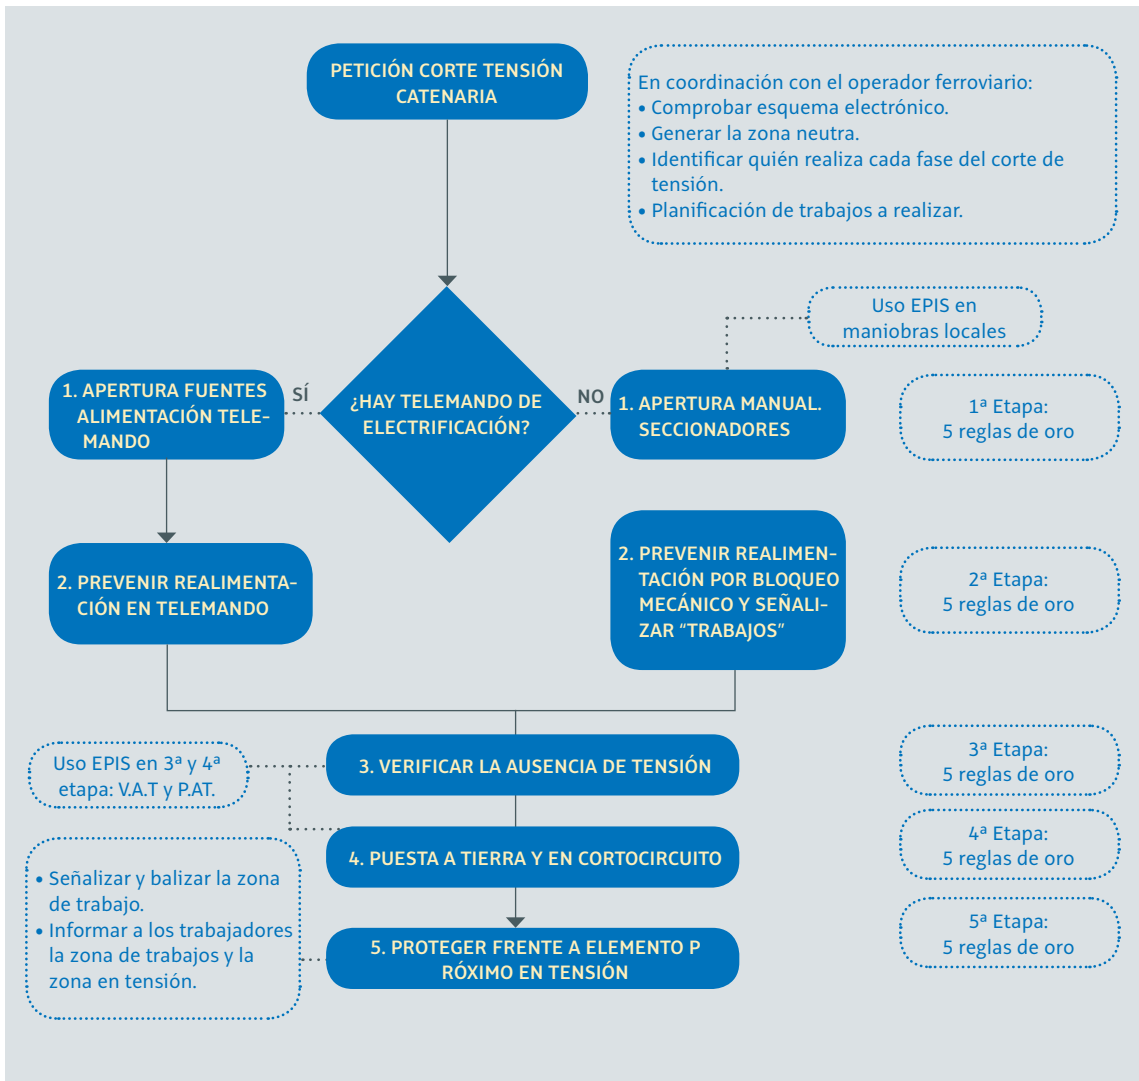 PETICIÓN CORTE TENSIÓN
CATENARIA
En coordinación con el operador ferroviario:
• Comprobar esquema electrónico.
• Generar la zona neutra.
• Identificar quién realiza cada fase del corte de
tensión.
• Planificación de trabajos a realizar.
Uso EPIS en
maniobras locales
1. APERTURA FUENTES
ALIMENTACIÓN TELE-
MANDO
SÍ
¿HAY TELEMANDO DE
ELECTRIFICACIÓN?
NO
1. APERTURA MANUAL.
SECCIONADORES
1ª Etapa:
5 reglas de oro
2. PREVENIR REALIMENTA-
CIÓN EN TELEMANDO
2. PREVENIR REALIMEN-
TACIÓN POR BLOQUEO
MECÁNICO Y SEÑALI-
ZAR “TRABAJOS”
2ª Etapa:
5 reglas de oro
Uso EPIS en 3ª y 4ª
etapa: V.A.T y P.AT.
3. VERIFICAR LA AUSENCIA DE TENSIÓN
3ª Etapa:
5 reglas de oro
4. PUESTA A TIERRA Y EN CORTOCIRCUITO
4ª Etapa:
5 reglas de oro
• Señalizar y balizar la zona
de trabajo.
• Informar a los trabajadores
la zona de trabajos y la
zona en tensión.
5. PROTEGER FRENTE A ELEMENTO P
RÓXIMO EN TENSIÓN
5ª Etapa:
5 reglas de oro